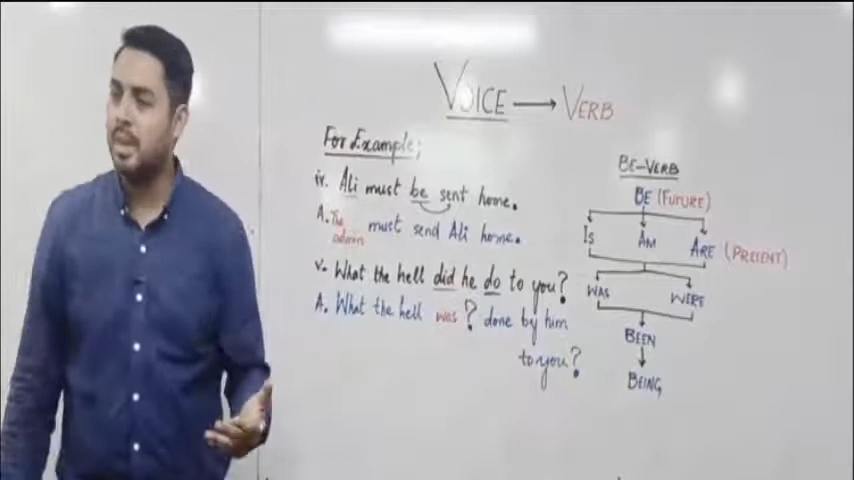 VOICE → VERB
For Example;
iv. Ali must be sent home.
A. The admin must send Ali home.
v. What the hell did he do to you?
A. What the hell was ? done by him
to you?
BE-VERB
BE (FUTURE)
IS AM ARE (PRESENT)
WAS WERE
BEEN
BEING